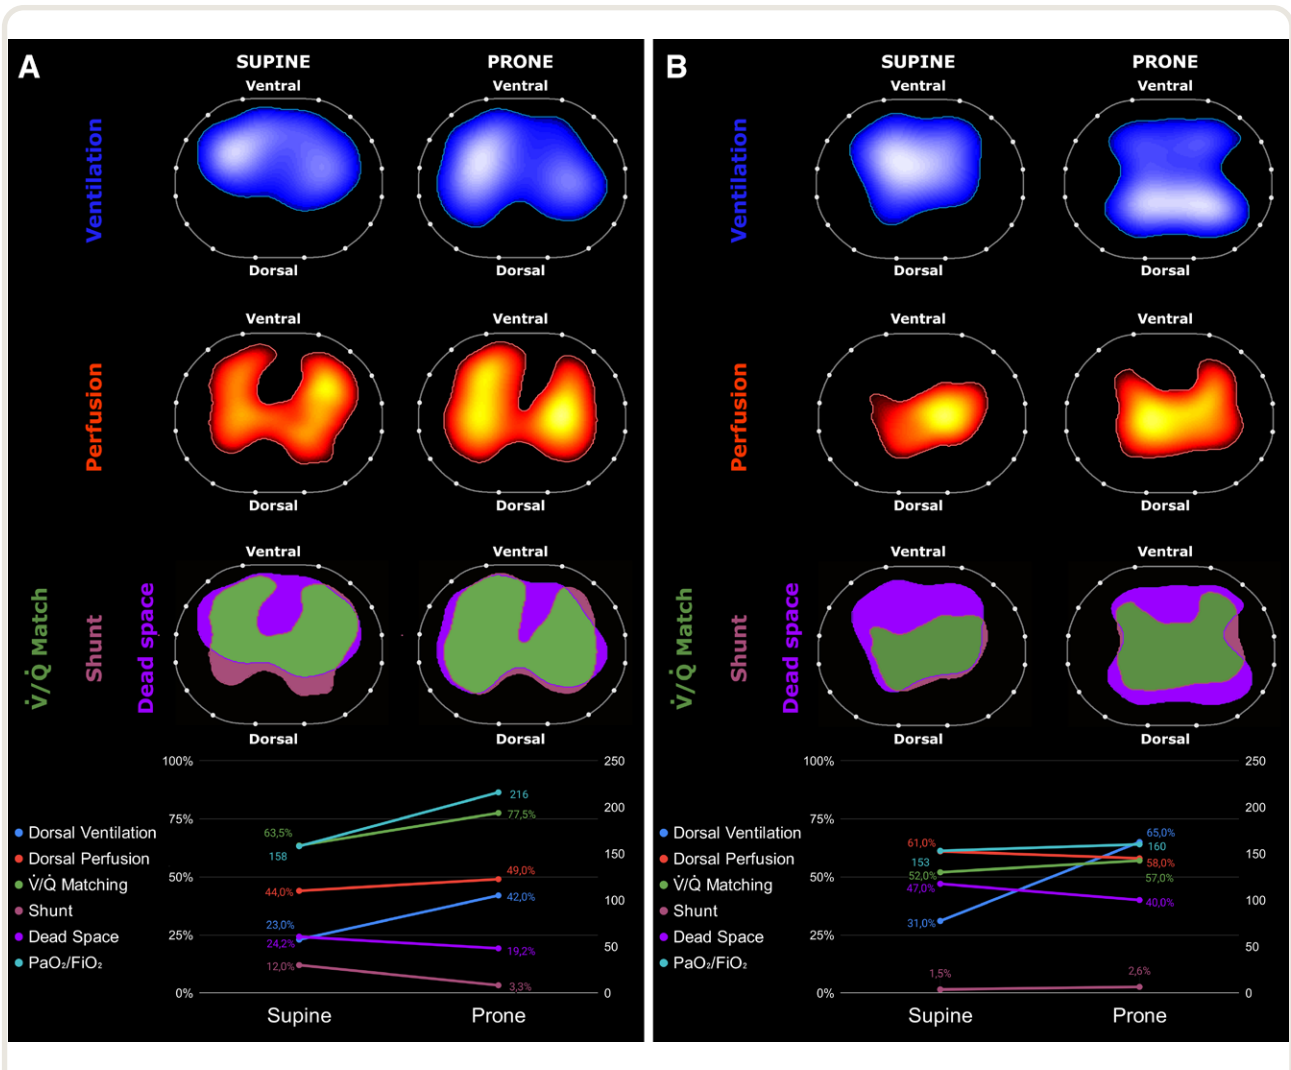 A
SUPINE
PRONE
Ventral
Ventral
Ventilation
Dorsal
Dorsal
Ventral
Ventral
Perfusion
Dorsal
Dorsal
Ventral
Ventral
V̇/Q̇ Match
Shunt
Dead space
Dorsal
Dorsal
100%
250
200
216
75%
77,5%
63,5%
Dorsal Ventilation
158
150
Dorsal Perfusion
49,0%
50%
V̇/Q̇ Matching
44,0%
42,0%
100
Shunt
23,0%
25%
Dead Space
24,2%
19,2%
50
PaO₂/FiO₂
12,0%
3,3%
0%
0
Supine
Prone
B
SUPINE
PRONE
Ventral
Ventral
Ventilation
Dorsal
Dorsal
Ventral
Ventral
Perfusion
Dorsal
Dorsal
Ventral
Ventral
V̇/Q̇ Match
Shunt
Dead space
Dorsal
Dorsal
100%
250
200
75%
Dorsal Ventilation
65,0%
61,0%
160
150
Dorsal Perfusion
153
58,0%
50%
52,0%
57,0%
V̇/Q̇ Matching
47,0%
40,0%
100
Shunt
31,0%
25%
Dead Space
50
PaO₂/FiO₂
1,5%
2,6%
0%
0
Supine
Prone